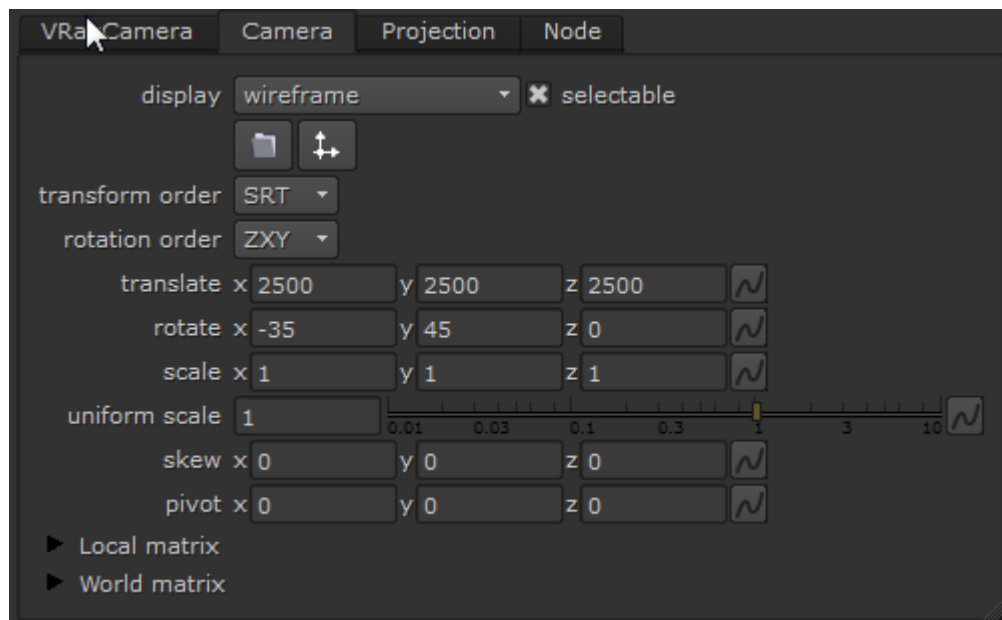 VRay Camera Camera Projection Node
display wireframe selectable
transform order SRT
rotation order ZXY
translate x 2500 y 2500 z 2500
rotate x -35 y 45 z 0
scale x 1 y 1 z 1
uniform scale 1 0.01 0.03 0.1 0.3 1 3 10
skew x 0 y 0 z 0
pivot x 0 y 0 z 0
Local matrix
World matrix